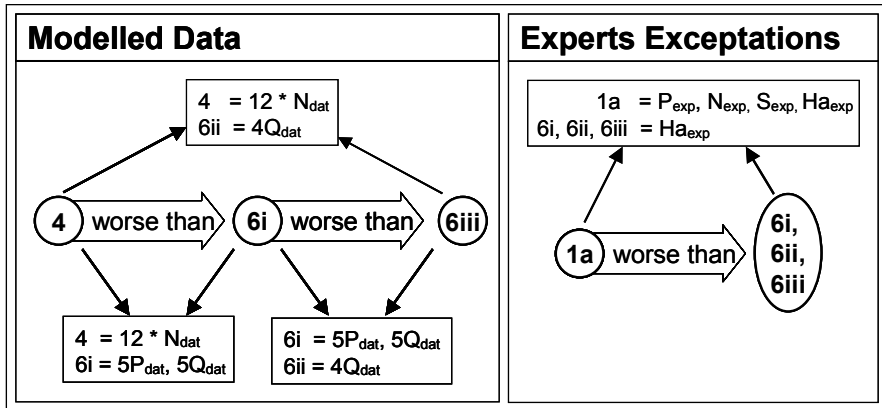 Modelled Data
4 = 12 * Ndat
6ii = 4Qdat
4 worse than 6i worse than 6iii
4 = 12 * Ndat
6i = 5Pdat, 5Qdat
6i = 5Pdat, 5Qdat
6ii = 4Qdat
Experts Exceptations
1a = Pexp, Nexp, Sexp, Haexp
6i, 6ii, 6iii = Haexp
1a worse than
6i,
6ii,
6iii